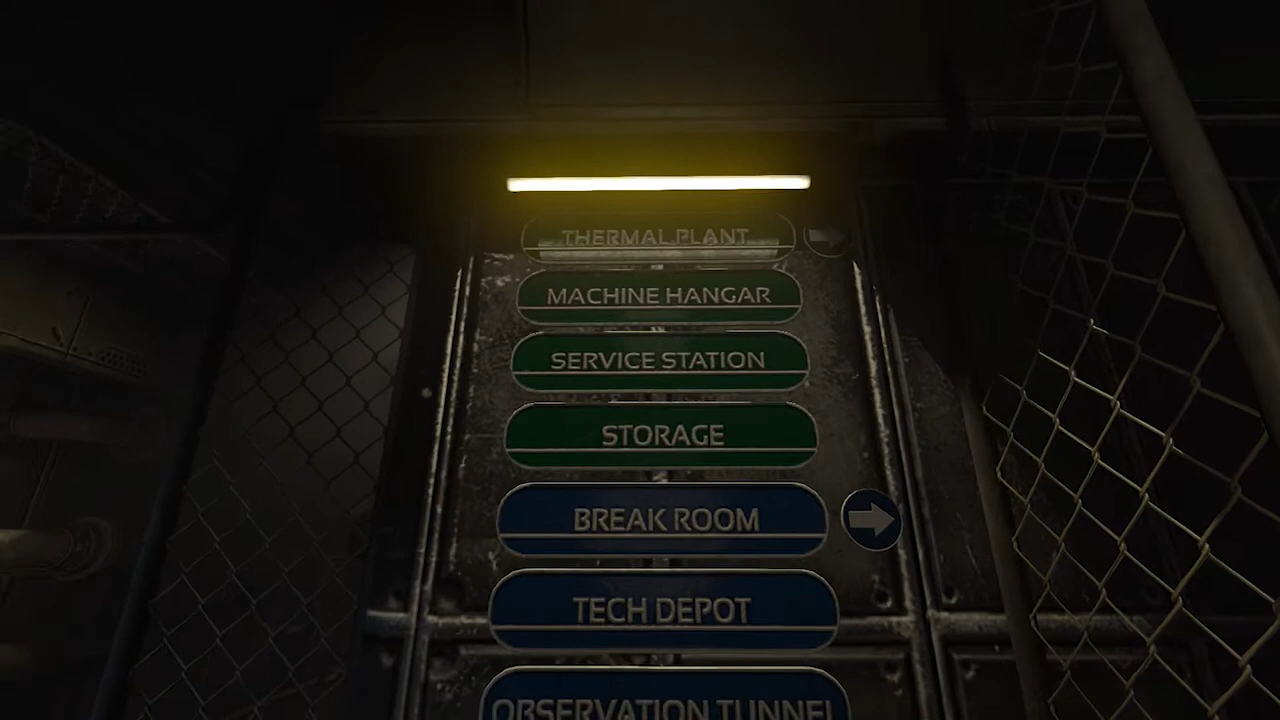 THERMAL PLANT
MACHINE HANGAR
SERVICE STATION
STORAGE
BREAK ROOM
TECH DEPOT
OBSERVATION TUNNEL